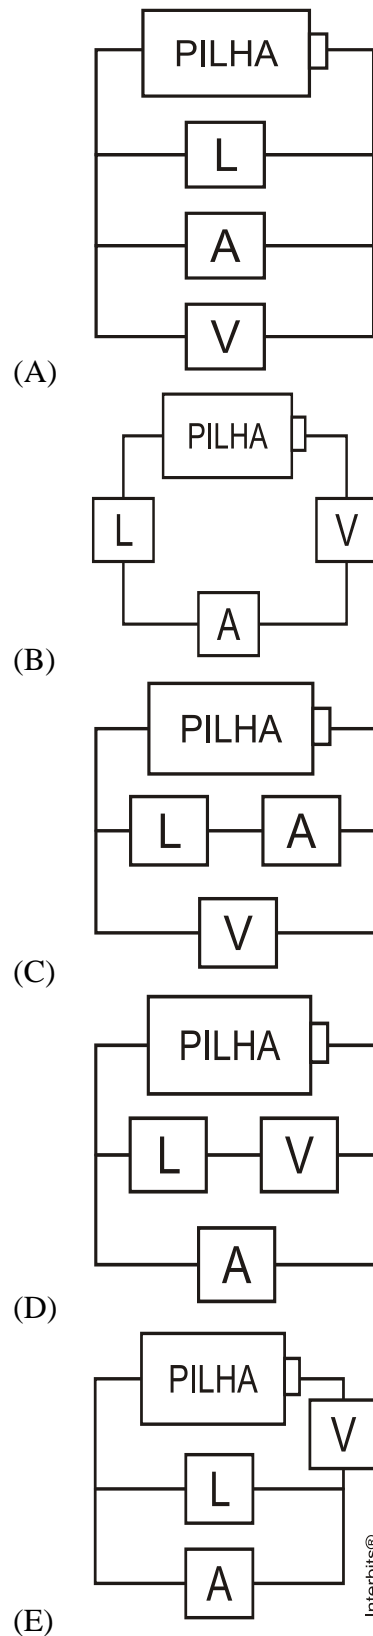 PILHA
L
A
V
(A)
PILHA
L
V
A
(B)
PILHA
L A
V
(C)
PILHA
L V
A
(D)
PILHA
V
L
A
(E)
Interbits®